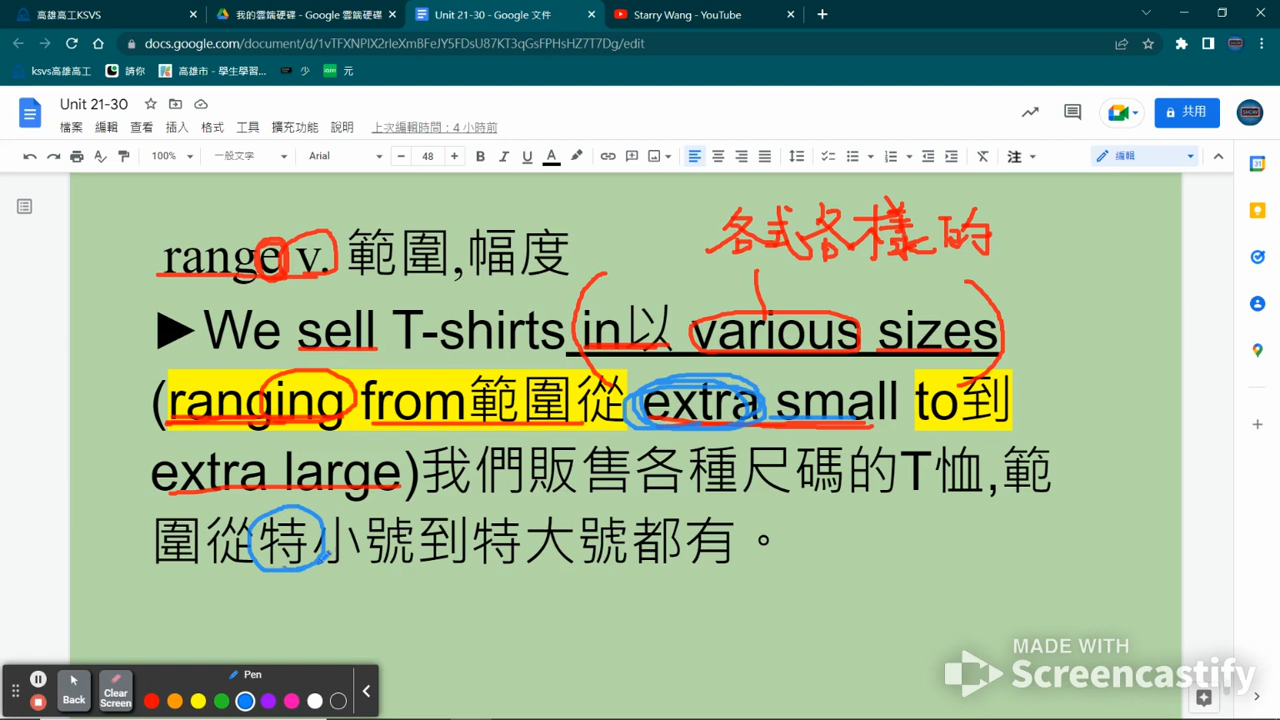 高雄高工KSVS
我的雲端硬碟 - Google 雲端硬碟
Unit 21-30 - Google 文件
Starry Wang - YouTube
docs.google.com/document/d/1vTFXNPlX2rIeXmBFeJY5FDsU87KT3qGsFPHsHZ7T7Dg/edit
ksvs高雄高工
請你
高雄市 - 學生學習...
少
元
Unit 21-30
檔案 編輯 查看 插入 格式 工具 擴充功能 說明 上次編輯時間：4 小時前
共用
100% 一般文字 Arial 48 B I U A 注 編輯
各式各樣的
range v. 範圍,幅度
►We sell T-shirts in以 various sizes
(ranging from範圍從 extra small to到
extra large)我們販售各種尺碼的T恤,範
圍從特小號到特大號都有。
MADE WITH
Screencastify
Pen
Back
Clear Screen